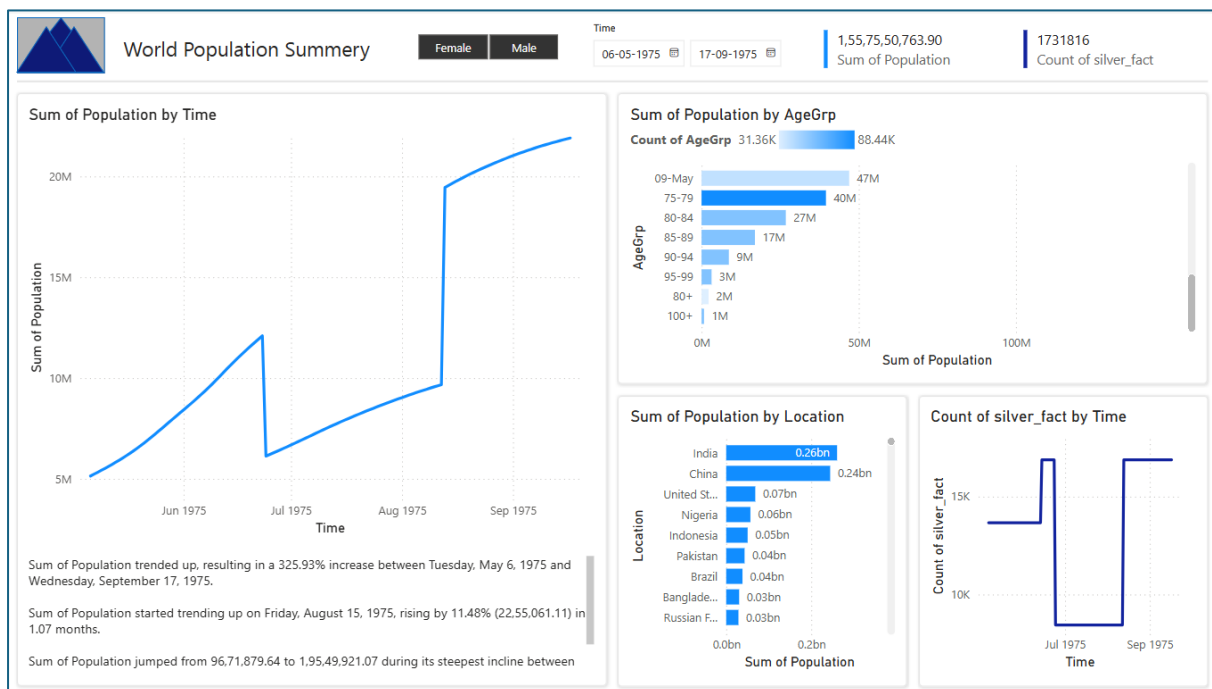 World Population Summery
Female
Male
Time
06-05-1975
17-09-1975
1,55,75,50,763.90
Sum of Population
1731816
Count of silver_fact
Sum of Population by Time
20M
15M
10M
5M
Sum of Population
Jun 1975
Jul 1975
Aug 1975
Sep 1975
Time
Sum of Population trended up, resulting in a 325.93% increase between Tuesday, May 6, 1975 and
Wednesday, September 17, 1975.
Sum of Population started trending up on Friday, August 15, 1975, rising by 11.48% (22,55,061.11) in
1.07 months.
Sum of Population jumped from 96,71,879.64 to 1,95,49,921.07 during its steepest incline between
Sum of Population by AgeGrp
Count of AgeGrp 31.36K 88.44K
AgeGrp
09-May 47M
75-79 40M
80-84 27M
85-89 17M
90-94 9M
95-99 3M
80+ 2M
100+ 1M
0M 50M 100M
Sum of Population
Sum of Population by Location
Location
India 0.26bn
China 0.24bn
United St... 0.07bn
Nigeria 0.06bn
Indonesia 0.05bn
Pakistan 0.04bn
Brazil 0.04bn
Banglade... 0.03bn
Russian F... 0.03bn
0.0bn 0.2bn
Sum of Population
Count of silver_fact by Time
Count of silver_fact
15K
10K
Jul 1975 Sep 1975
Time